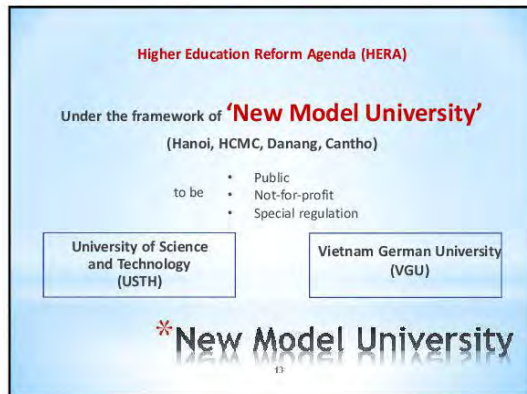 Higher Education Reform Agenda (HERA)
Under the framework of ‘New Model University’
(Hanoi, HCMC, Danang, Cantho)
to be
• Public
• Not-for-profit
• Special regulation
University of Science
and Technology
(USTH)
Vietnam German University
(VGU)
*New Model University
13